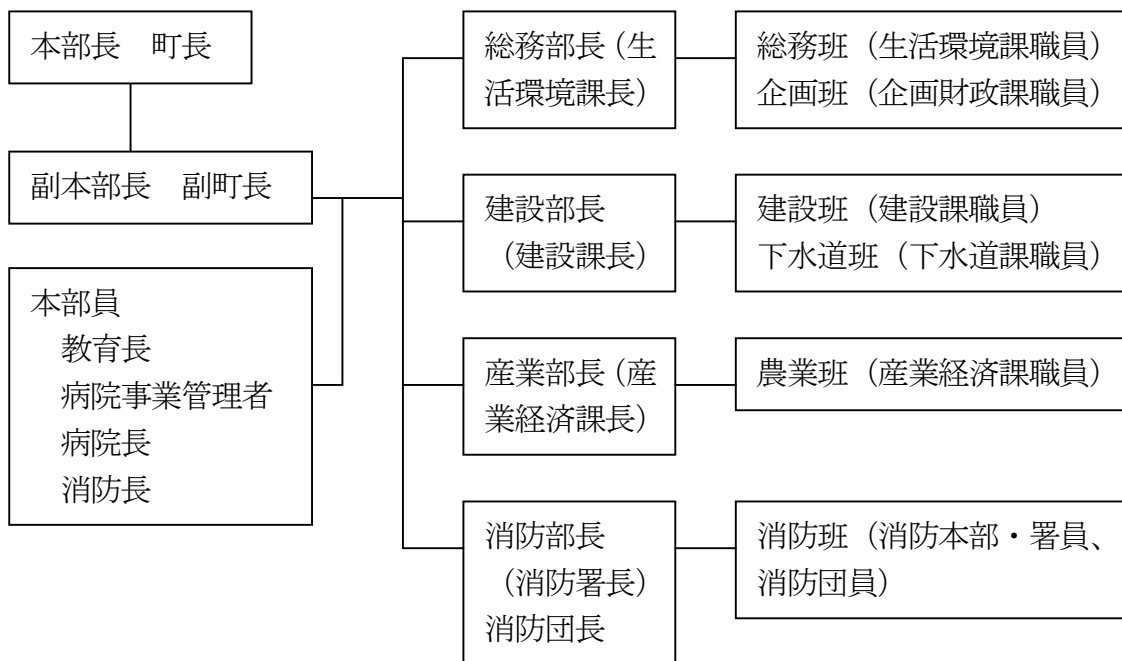 本部長　町長
副本部長　副町長
本部員
教育長
病院事業管理者
病院長
消防長
総務部長（生
活環境課長）
総務班（生活環境課職員）
企画班（企画財政課職員）
建設部長
（建設課長）
建設班（建設課職員）
下水道班（下水道課職員）
産業部長（産
業経済課長）
農業班（産業経済課職員）
消防部長
（消防署長）
消防団長
消防班（消防本部・署員、
消防団員）